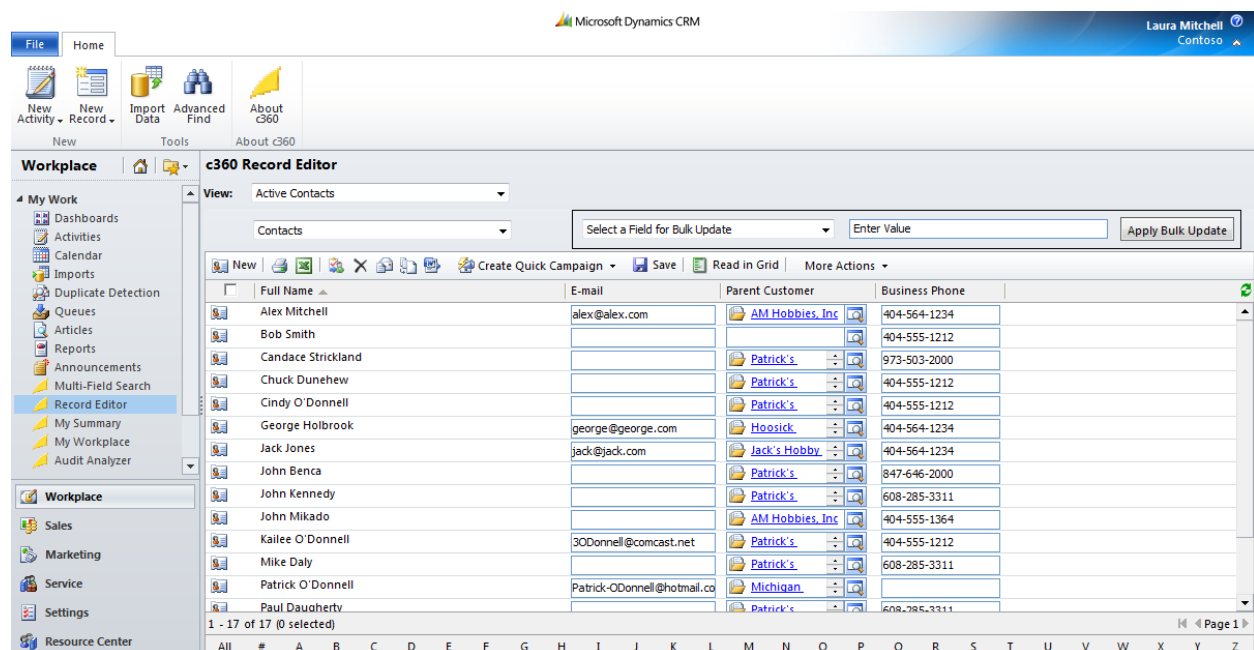 Microsoft Dynamics CRM
Laura Mitchell
Contoso
File Home
New Activity
New Record
Import Data
Advanced Find
About c360
New Tools About c360
Workplace
c360 Record Editor
My Work
Dashboards
Activities
Calendar
Imports
Duplicate Detection
Queues
Articles
Reports
Announcements
Multi-Field Search
Record Editor
My Summary
My Workplace
Audit Analyzer
Workplace
Sales
Marketing
Service
Settings
Resource Center
View: Active Contacts
Contacts Select a Field for Bulk Update Enter Value Apply Bulk Update
New Create Quick Campaign Save Read in Grid More Actions
Full Name E-mail Parent Customer Business Phone
Alex Mitchell alex@alex.com AM Hobbies, Inc 404-564-1234
Bob Smith 404-555-1212
Candace Strickland Patrick's 973-503-2000
Chuck Dunehew Patrick's 404-555-1212
Cindy O'Donnell Patrick's 404-555-1212
George Holbrook george@george.com Hoosick 404-564-1234
Jack Jones jack@jack.com Jack's Hobby 404-564-1234
John Benca Patrick's 847-646-2000
John Kennedy Patrick's 608-285-3311
John Mikado AM Hobbies, Inc 404-555-1364
Kailee O'Donnell 3ODonnell@comcast.net Patrick's 404-555-1212
Mike Daly Patrick's 608-285-3311
Patrick O'Donnell Patrick-ODonnell@hotmail.co Michigan
Paul Daugherty Patrick's 608-285-3311
1 - 17 of 17 (0 selected) Page 1
All # A B C D E F G H I J K L M N O P Q R S T U V W X Y Z